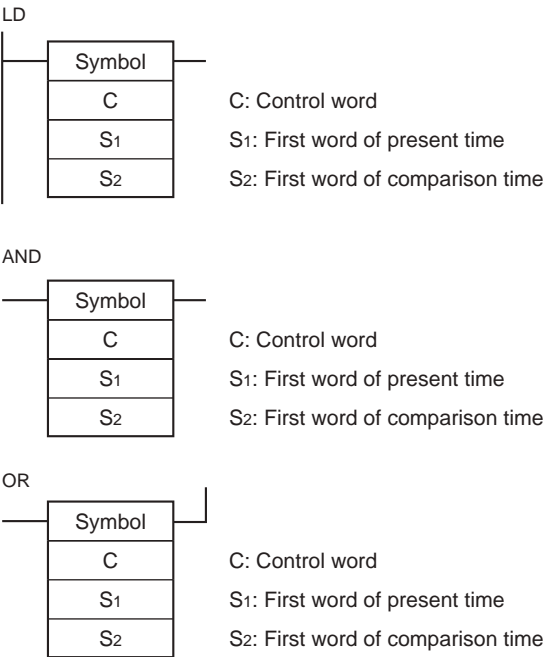 LD
Symbol
C C: Control word
S1 S1: First word of present time
S2 S2: First word of comparison time
AND
Symbol
C C: Control word
S1 S1: First word of present time
S2 S2: First word of comparison time
OR
Symbol
C C: Control word
S1 S1: First word of present time
S2 S2: First word of comparison time